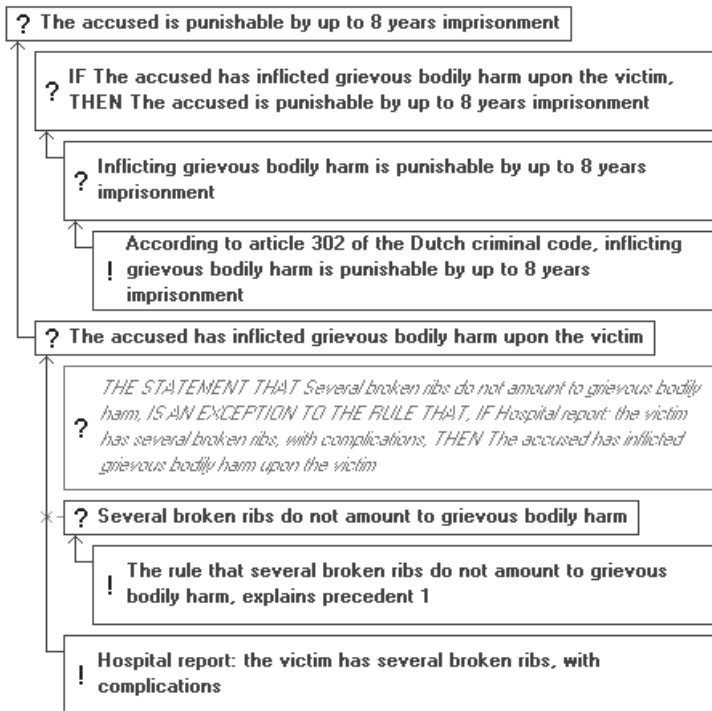 ? The accused is punishable by up to 8 years imprisonment
? IF The accused has inflicted grievous bodily harm upon the victim,
THEN The accused is punishable by up to 8 years imprisonment
? Inflicting grievous bodily harm is punishable by up to 8 years
imprisonment
According to article 302 of the Dutch criminal code, inflicting
! grievous bodily harm is punishable by up to 8 years
imprisonment
? The accused has inflicted grievous bodily harm upon the victim
THE STATEMENT THAT Several broken ribs do not amount to grievous bodily
harm, IS AN EXCEPTION TO THE RULE THAT, IF Hospital report: the victim
? has several broken ribs, with complications, THEN The accused has inflicted
grievous bodily harm upon the victim
? Several broken ribs do not amount to grievous bodily harm
! The rule that several broken ribs do not amount to grievous
bodily harm, explains precedent 1
! Hospital report: the victim has several broken ribs, with
complications